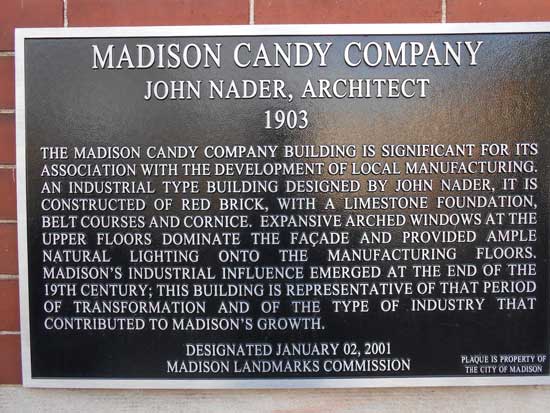 MADISON CANDY COMPANY
JOHN NADER, ARCHITECT
1903
THE MADISON CANDY COMPANY BUILDING IS SIGNIFICANT FOR ITS
ASSOCIATION WITH THE DEVELOPMENT OF LOCAL MANUFACTURING.
AN INDUSTRIAL TYPE BUILDING DESIGNED BY JOHN NADER, IT IS
CONSTRUCTED OF RED BRICK, WITH A LIMESTONE FOUNDATION,
BELT COURSES AND CORNICE. EXPANSIVE ARCHED WINDOWS AT THE
UPPER FLOORS DOMINATE THE FAÇADE AND PROVIDED AMPLE
NATURAL LIGHTING ONTO THE MANUFACTURING FLOORS.
MADISON'S INDUSTRIAL INFLUENCE EMERGED AT THE END OF THE
19TH CENTURY; THIS BUILDING IS REPRESENTATIVE OF THAT PERIOD
OF TRANSFORMATION AND OF THE TYPE OF INDUSTRY THAT
CONTRIBUTED TO MADISON'S GROWTH.
DESIGNATED JANUARY 02, 2001
MADISON LANDMARKS COMMISSION
PLAQUE IS PROPERTY OF
THE CITY OF MADISON